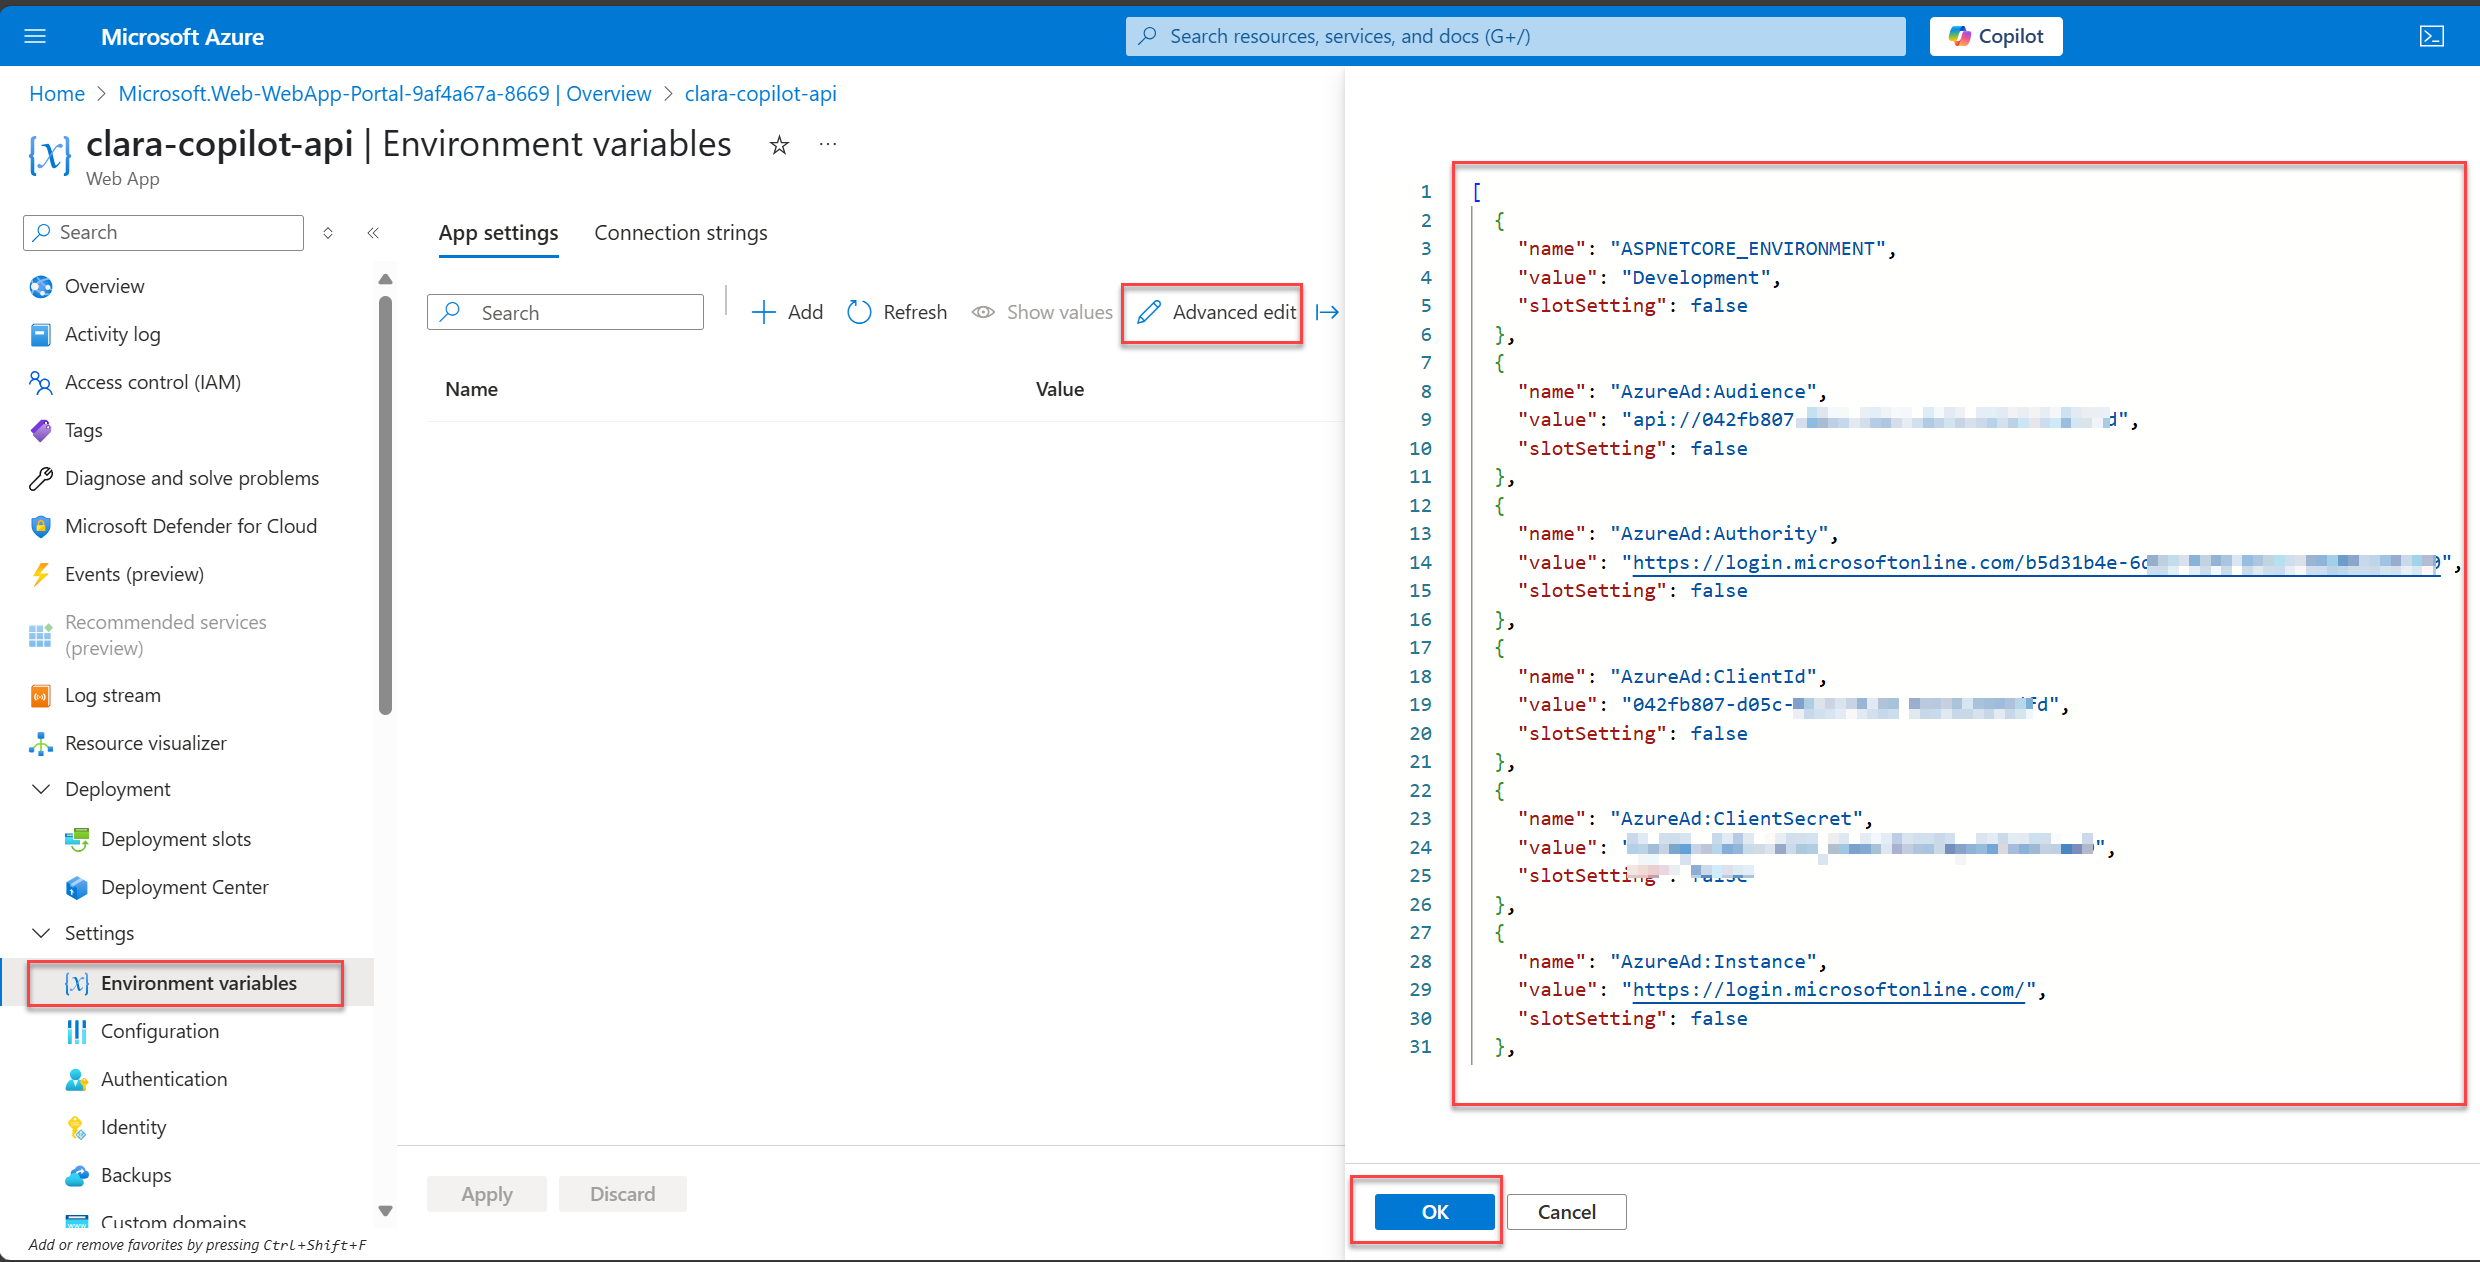 Microsoft Azure
Search resources, services, and docs (G+/)
Copilot
Home > Microsoft.Web-WebApp-Portal-9af4a67a-8669 | Overview > clara-copilot-api
clara-copilot-api | Environment variables
Web App
Search
Overview
Activity log
Access control (IAM)
Tags
Diagnose and solve problems
Microsoft Defender for Cloud
Events (preview)
Recommended services
(preview)
Log stream
Resource visualizer
Deployment
Deployment slots
Deployment Center
Settings
Environment variables
Configuration
Authentication
Identity
Backups
Custom domains
Add or remove favorites by pressing Ctrl+Shift+F
App settings
Connection strings
Search
Add
Refresh
Show values
Advanced edit
Name
Value
Apply
Discard
1 [
2 {
3 "name": "ASPNETCORE_ENVIRONMENT",
4 "value": "Development",
5 "slotSetting": false
6 },
7 {
8 "name": "AzureAd:Audience",
9 "value": "api://042fb807 d",
10 "slotSetting": false
11 },
12 {
13 "name": "AzureAd:Authority",
14 "value": "https://login.microsoftonline.com/b5d31b4e-6 ",
15 "slotSetting": false
16 },
17 {
18 "name": "AzureAd:ClientId",
19 "value": "042fb807-d05c- fd",
20 "slotSetting": false
21 },
22 {
23 "name": "AzureAd:ClientSecret",
24 "value": ",
25 "slotSetting": false
26 },
27 {
28 "name": "AzureAd:Instance",
29 "value": "https://login.microsoftonline.com/",
30 "slotSetting": false
31 },
OK
Cancel